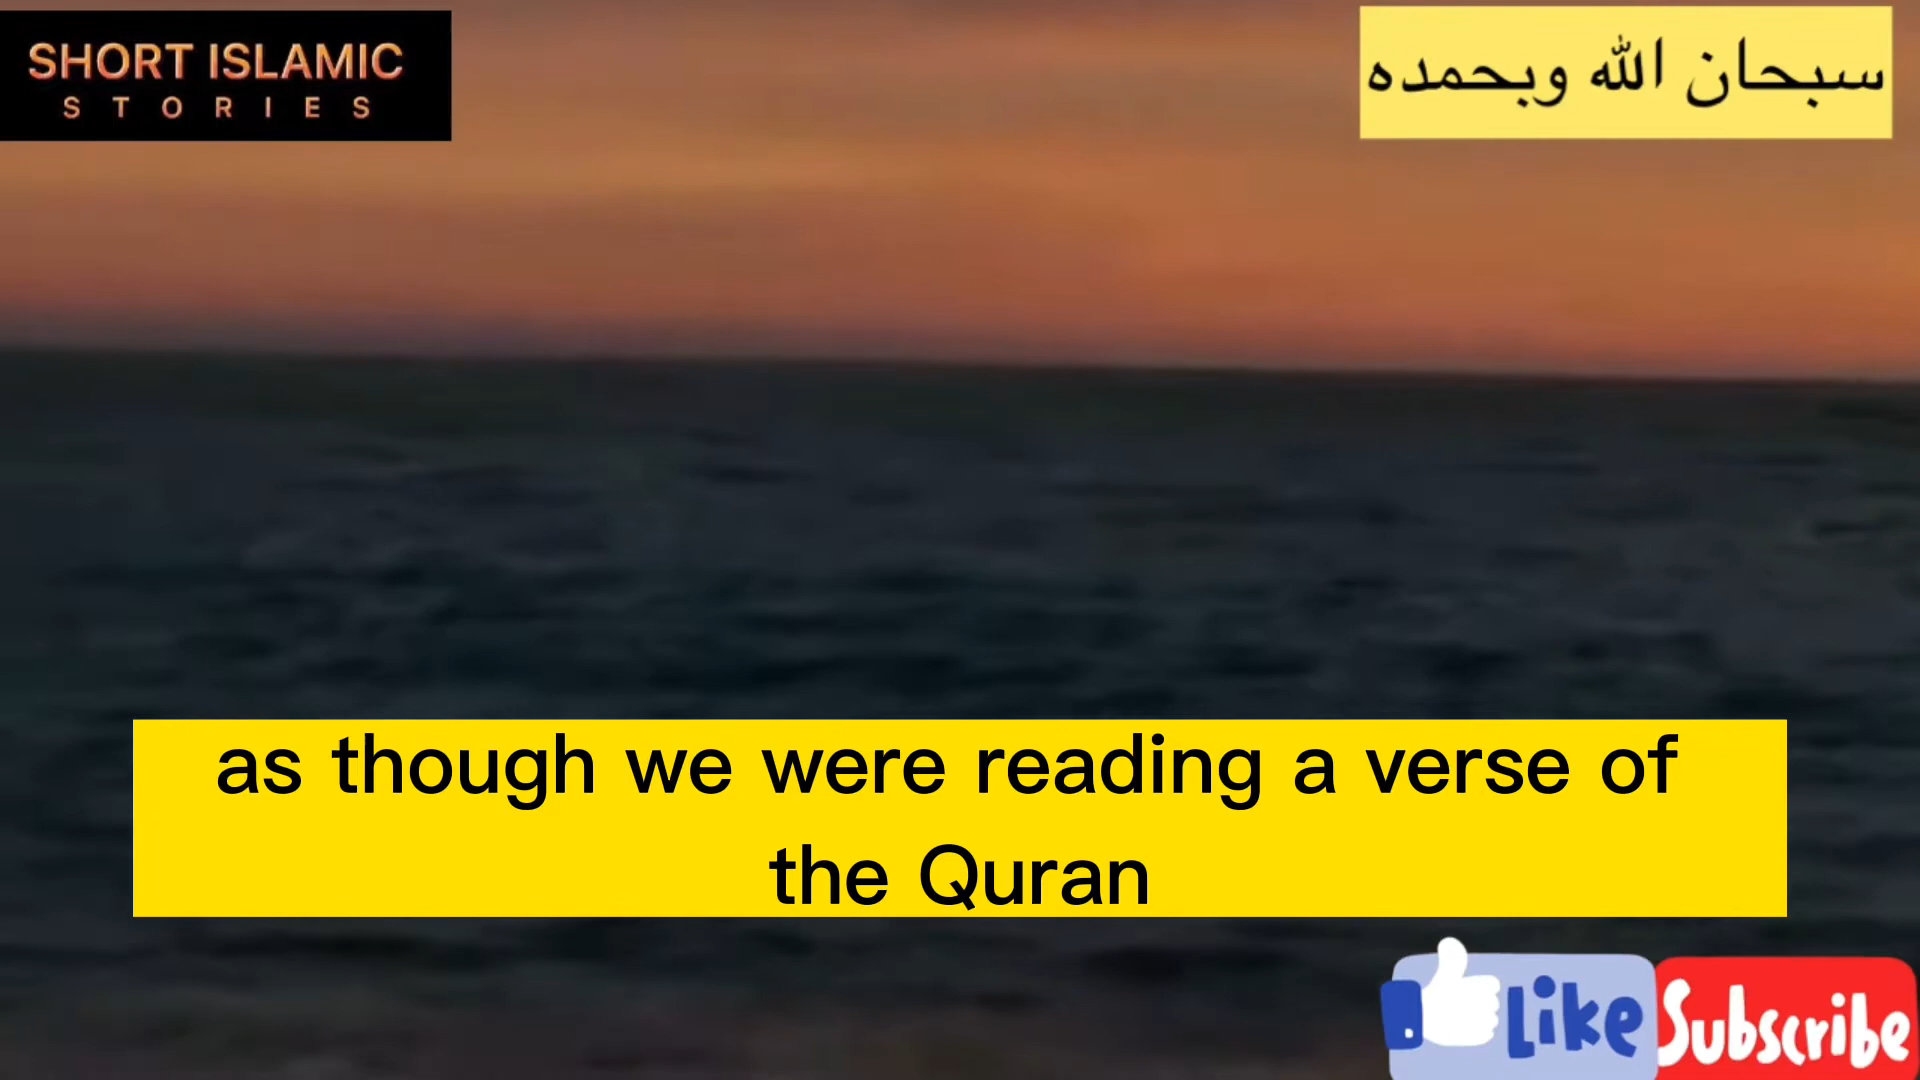 SHORT ISLAMIC
STORIES
سبحان الله وبحمده
as though we were reading a verse of
the Quran
Like
Subscribe